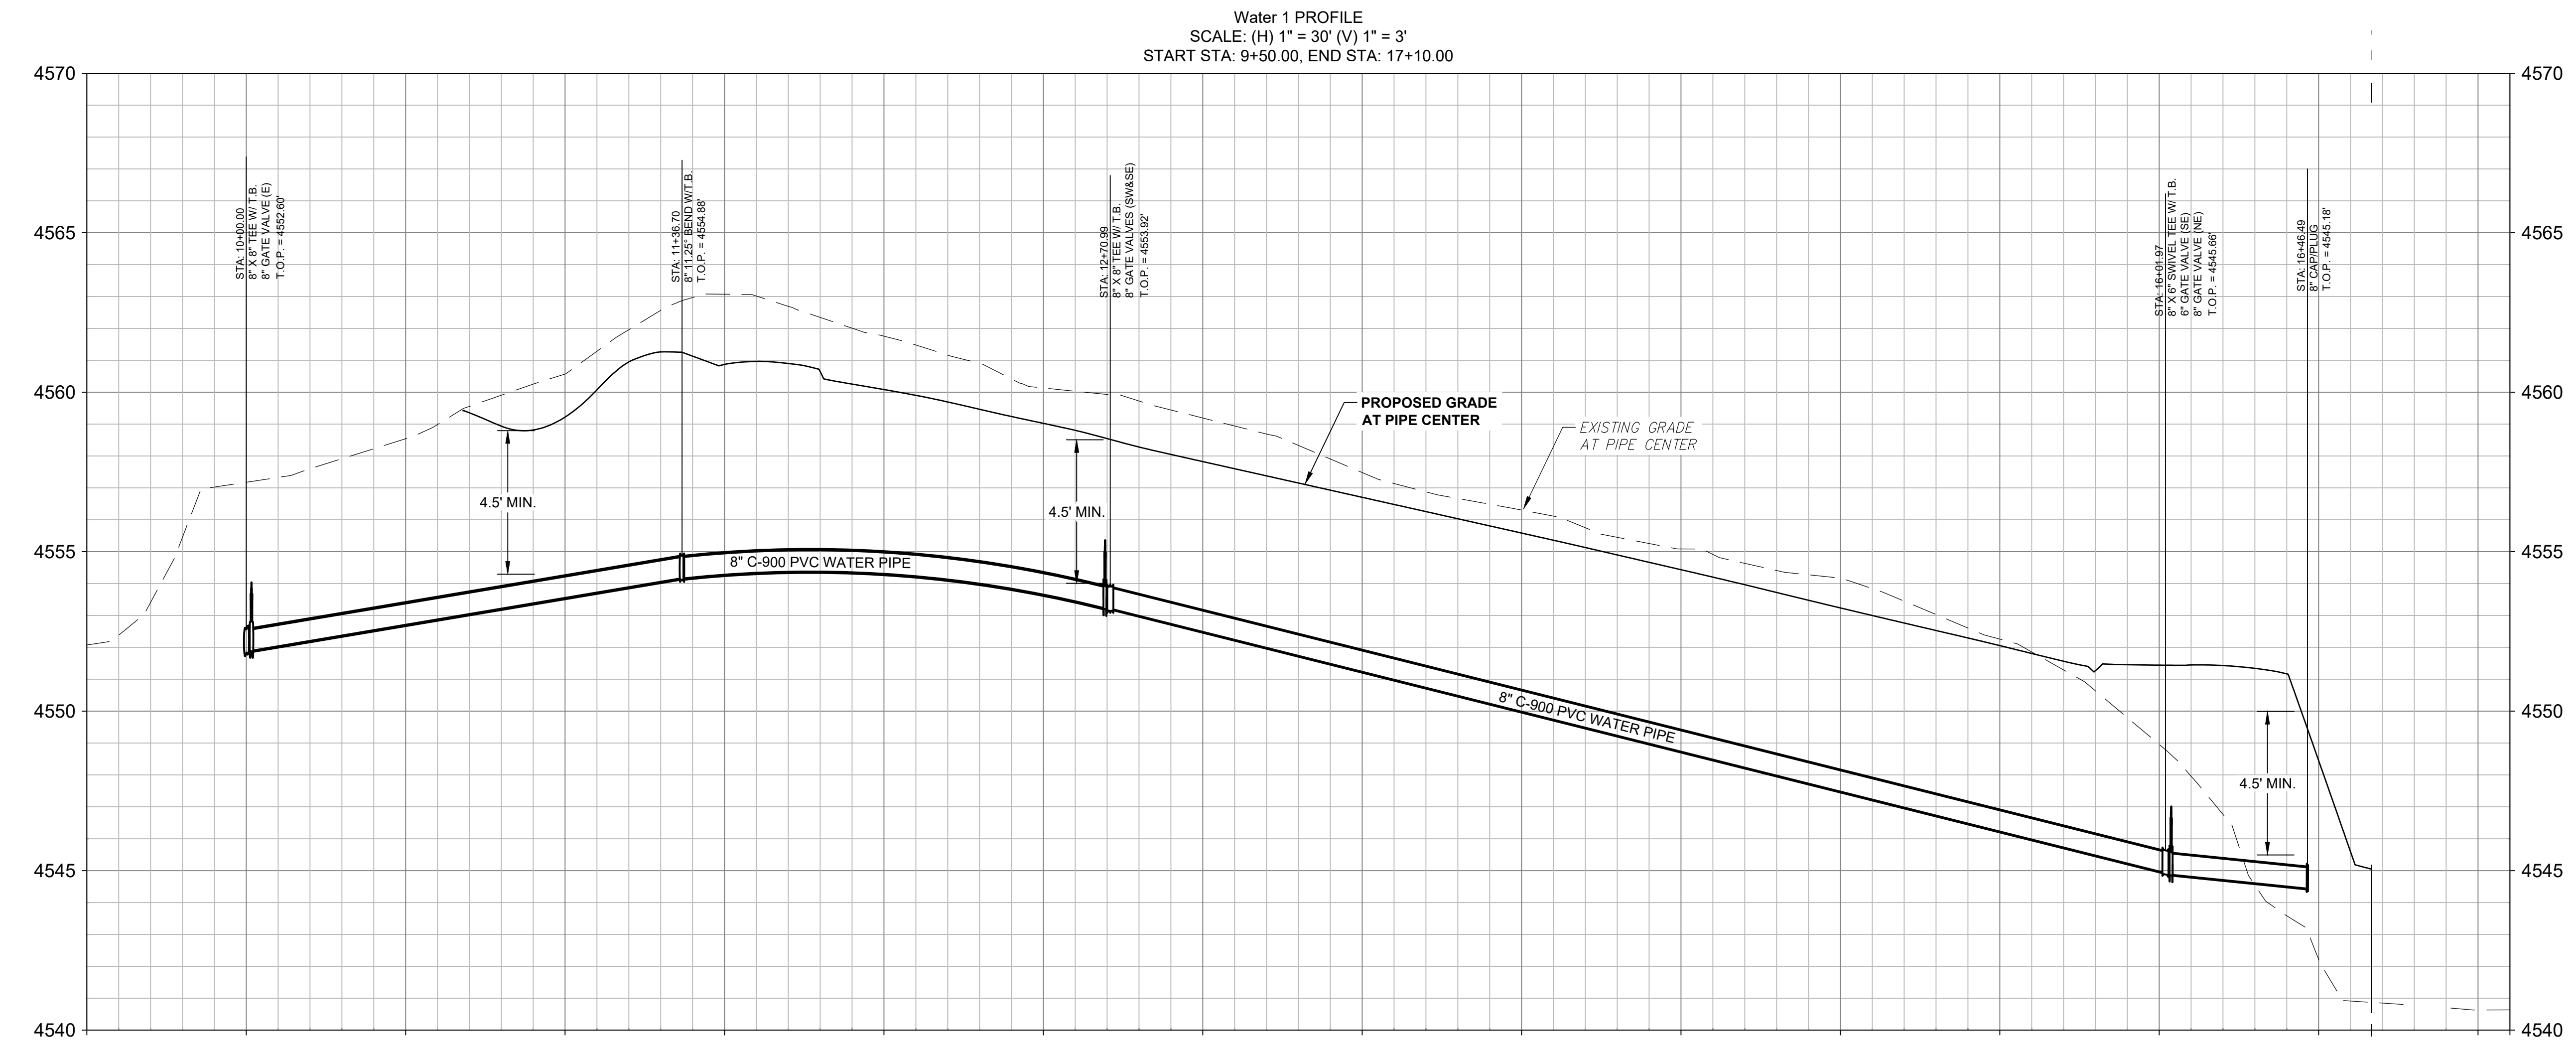 Water 1 PROFILE
SCALE: (H) 1" = 30' (V) 1" = 3'
START STA: 9+50.00, END STA: 17+10.00
4570
4570
4565
4565
4560
4560
4555
4555
4550
4550
4545
4545
4540
4540
STA: 10+00.00
8" X 8" TEE W/ T.B.
8" GATE VALVE (E)
T.O.P. = 4552.60'
STA: 11+36.70
8" 11.25° BEND W/T.B.
T.O.P. = 4554.88'
STA: 12+70.99
8" X 8" TEE W/ T.B.
8" GATE VALVES (SW&SE)
T.O.P. = 4553.92'
STA: 16+01.97
8" X 6" SWIVEL TEE W/ T.B.
6" GATE VALVE (SE)
8" GATE VALVE (NE)
T.O.P. = 4545.66'
STA: 16+46.49
8" CAP/PLUG
T.O.P. = 4545.18'
PROPOSED GRADE
AT PIPE CENTER
EXISTING GRADE
AT PIPE CENTER
4.5' MIN.
4.5' MIN.
8" C-900 PVC WATER PIPE
8" C-900 PVC WATER PIPE
4.5' MIN.